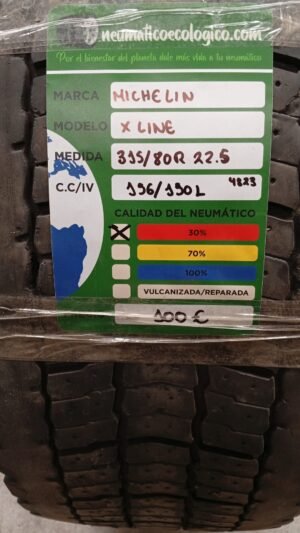 neumaticoecologico.com
Por el bienestar del planeta dale más vida a tu neumático
MARCA MICHELIN
MODELO X LINE
MEDIDA 315/80R 22.5
C.C/IV 156/150L 4823
CALIDAD DEL NEUMÁTICO
X 30%
70%
100%
VULCANIZADA/REPARADA
100 €